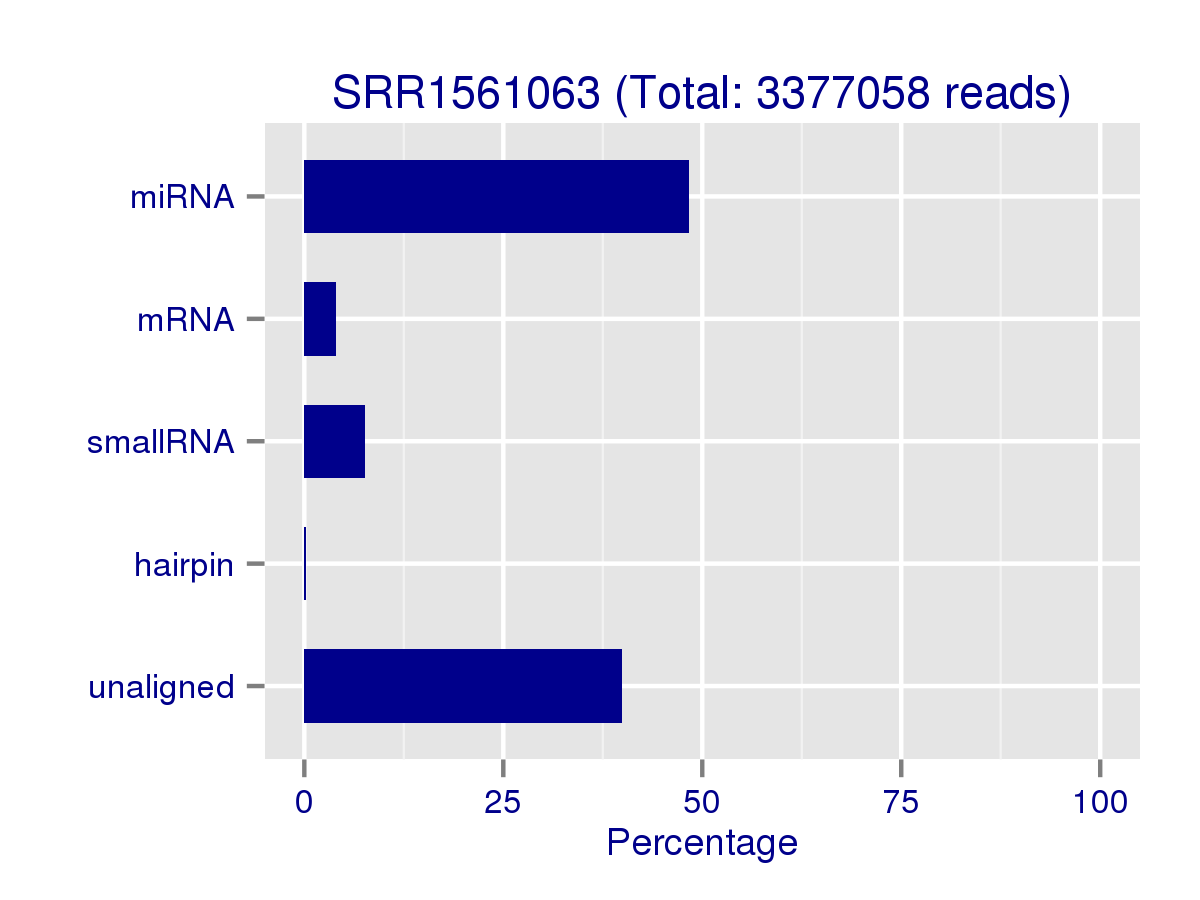 SRR1561063 (Total: 3377058 reads)
miRNA
mRNA
smallRNA
hairpin
unaligned
0 25 50 75 100
Percentage